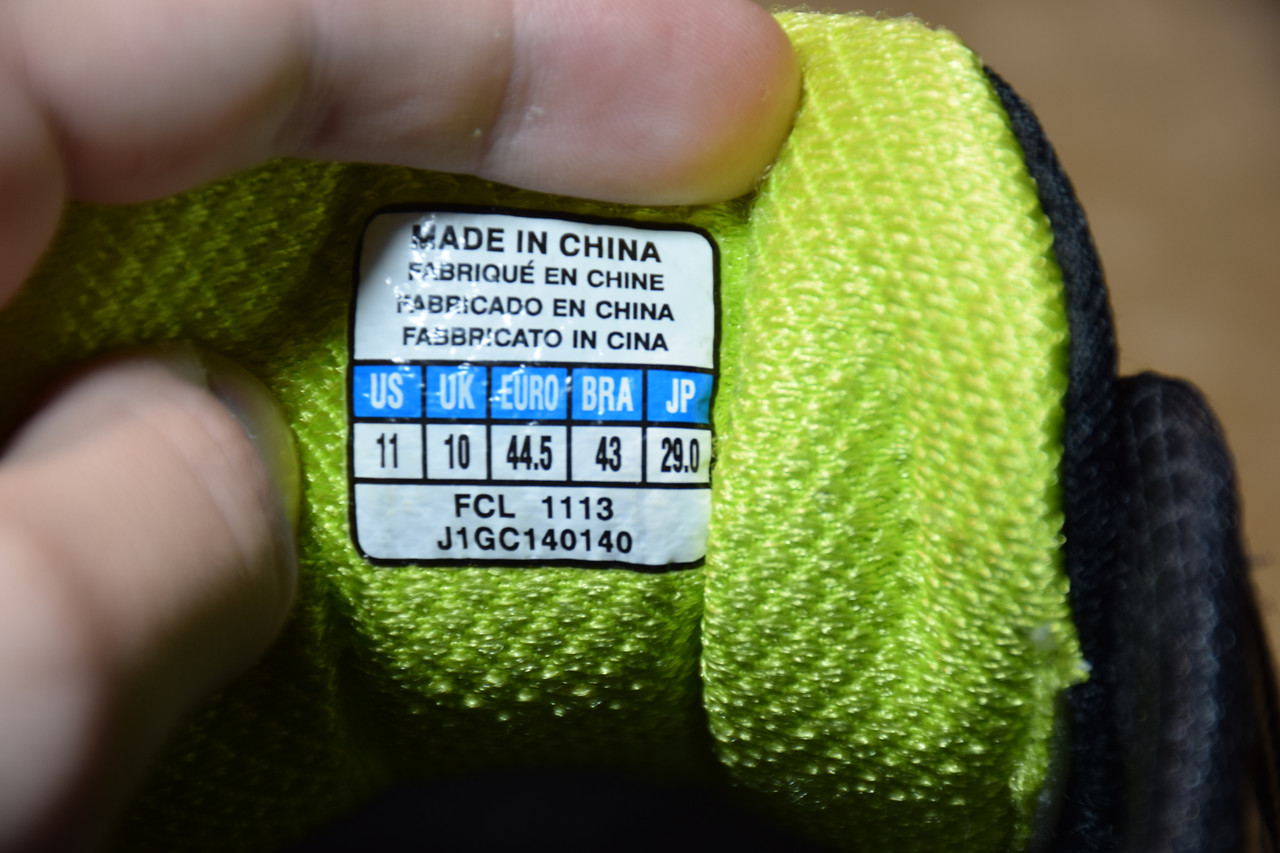 MADE IN CHINA
FABRIQUÉ EN CHINE
FABRICADO EN CHINA
FABBRICATO IN CINA
US UK EURO BRA JP
11 10 44.5 43 29.0
FCL 1113
J1GC140140